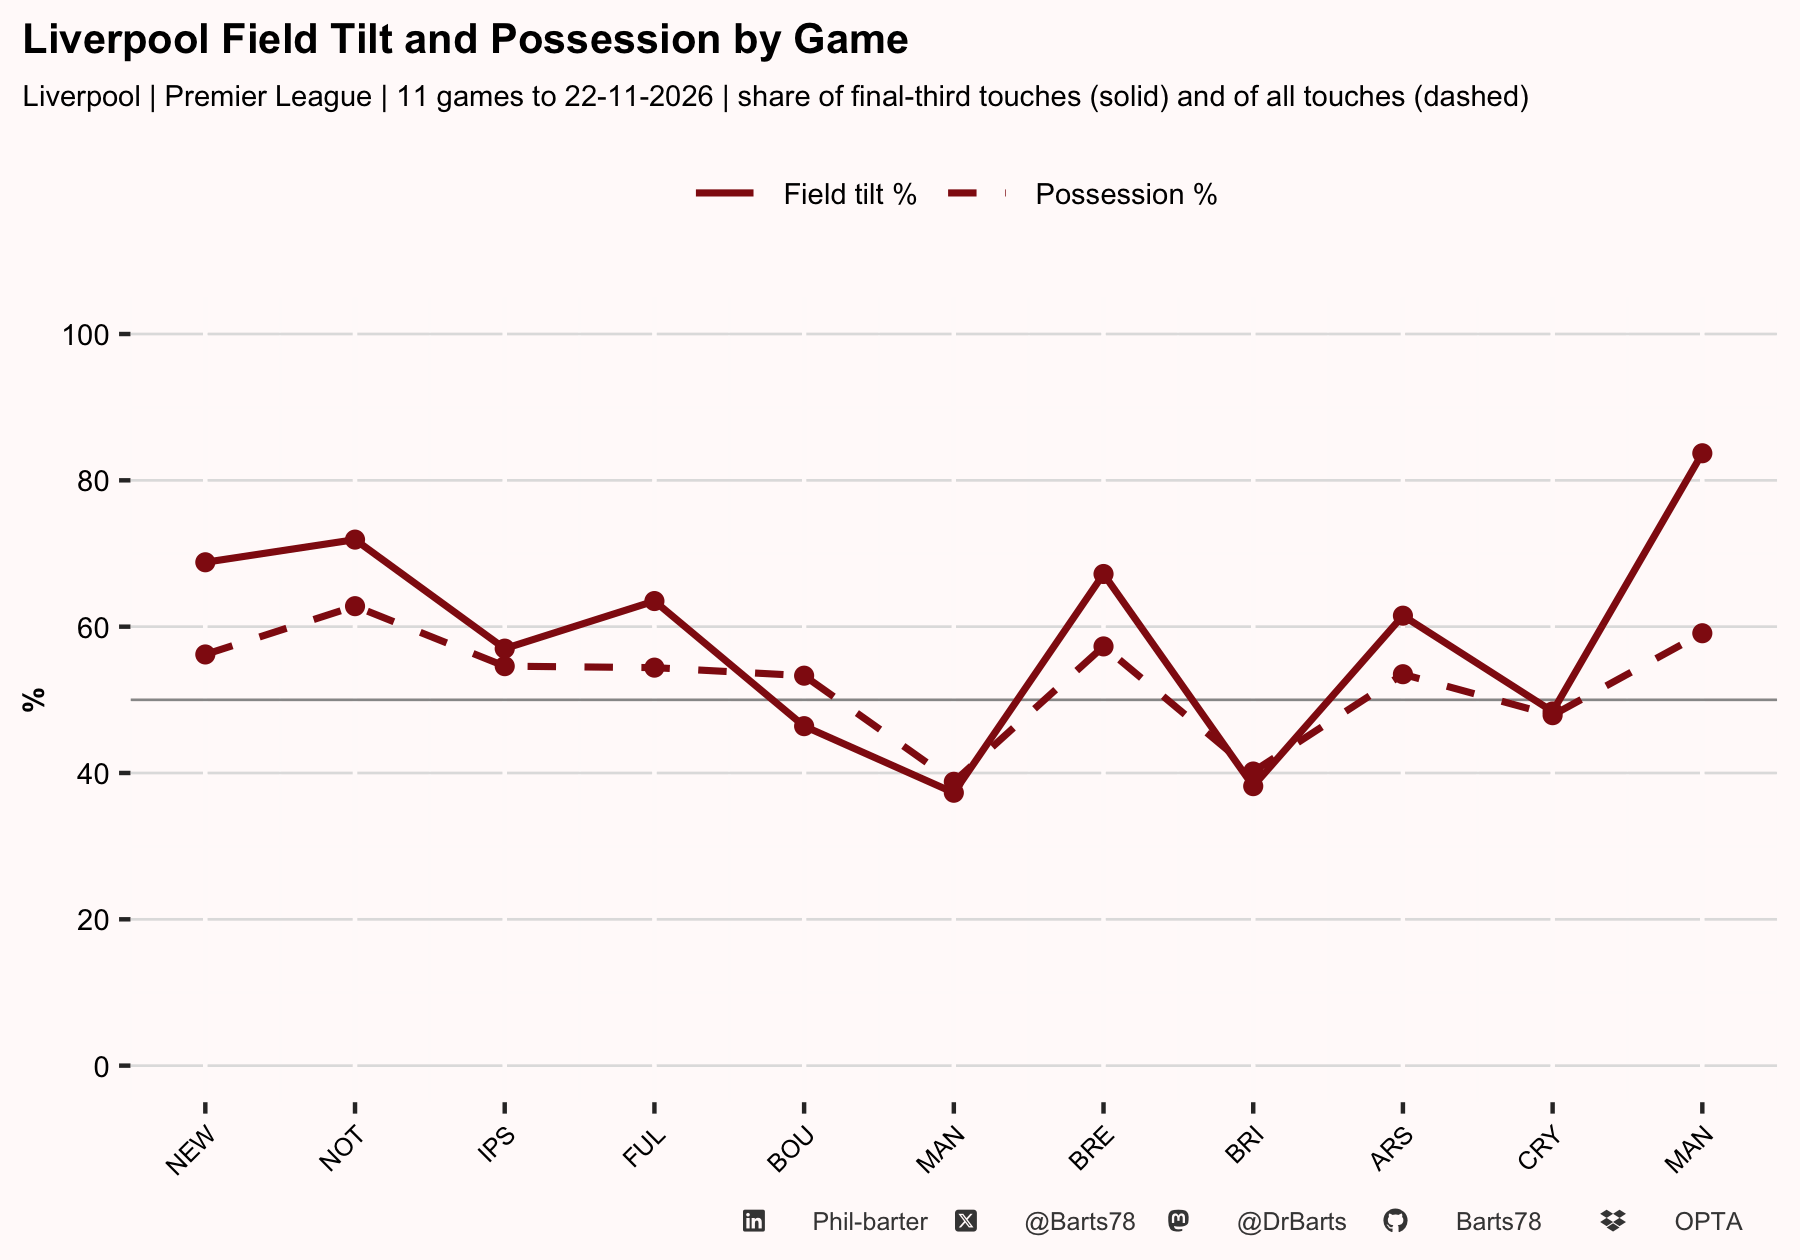 Liverpool Field Tilt and Possession by Game
Liverpool | Premier League | 11 games to 22-11-2026 | share of final-third touches (solid) and of all touches (dashed)
Field tilt % Possession %
100
80
60
40
20
0
%
NEW NOT IPS FUL BOU MAN BRE BRI ARS CRY MAN
Phil-barter @Barts78 @DrBarts Barts78 OPTA